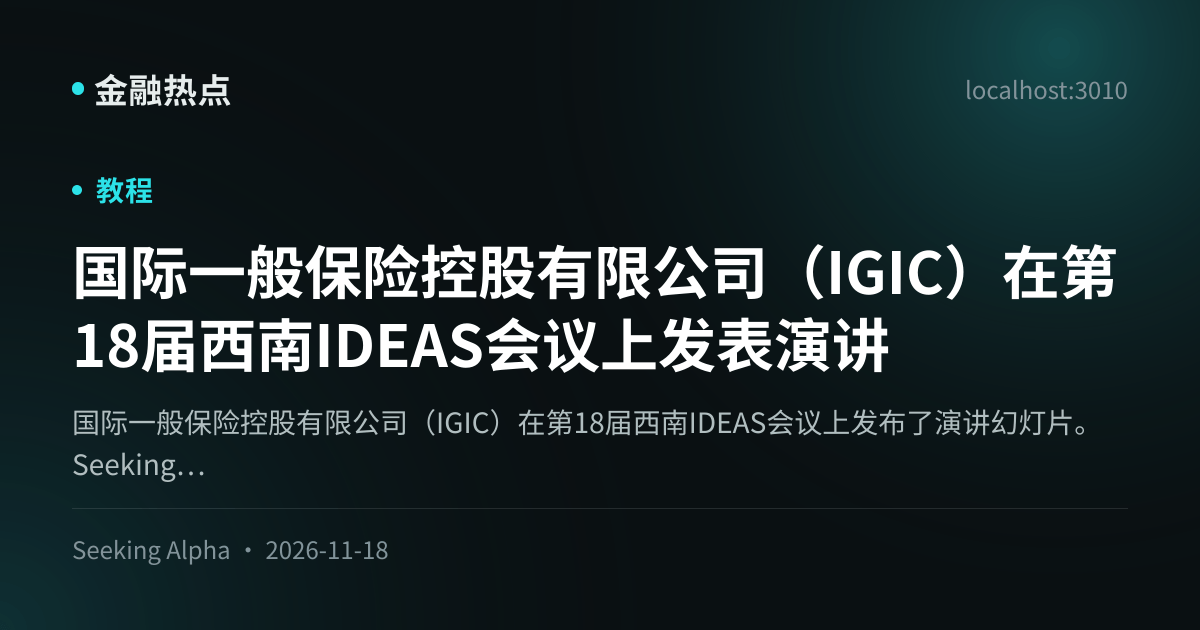 金融热点
localhost:3010
教程
国际一般保险控股有限公司（IGIC）在第
18届西南IDEAS会议上发表演讲
国际一般保险控股有限公司（IGIC）在第18届西南IDEAS会议上发布了演讲幻灯片。
Seeking…
Seeking Alpha · 2026-11-18